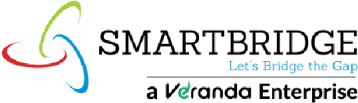 SMARTBRIDGE
Let's Bridge the Gap
a Veranda Enterprise